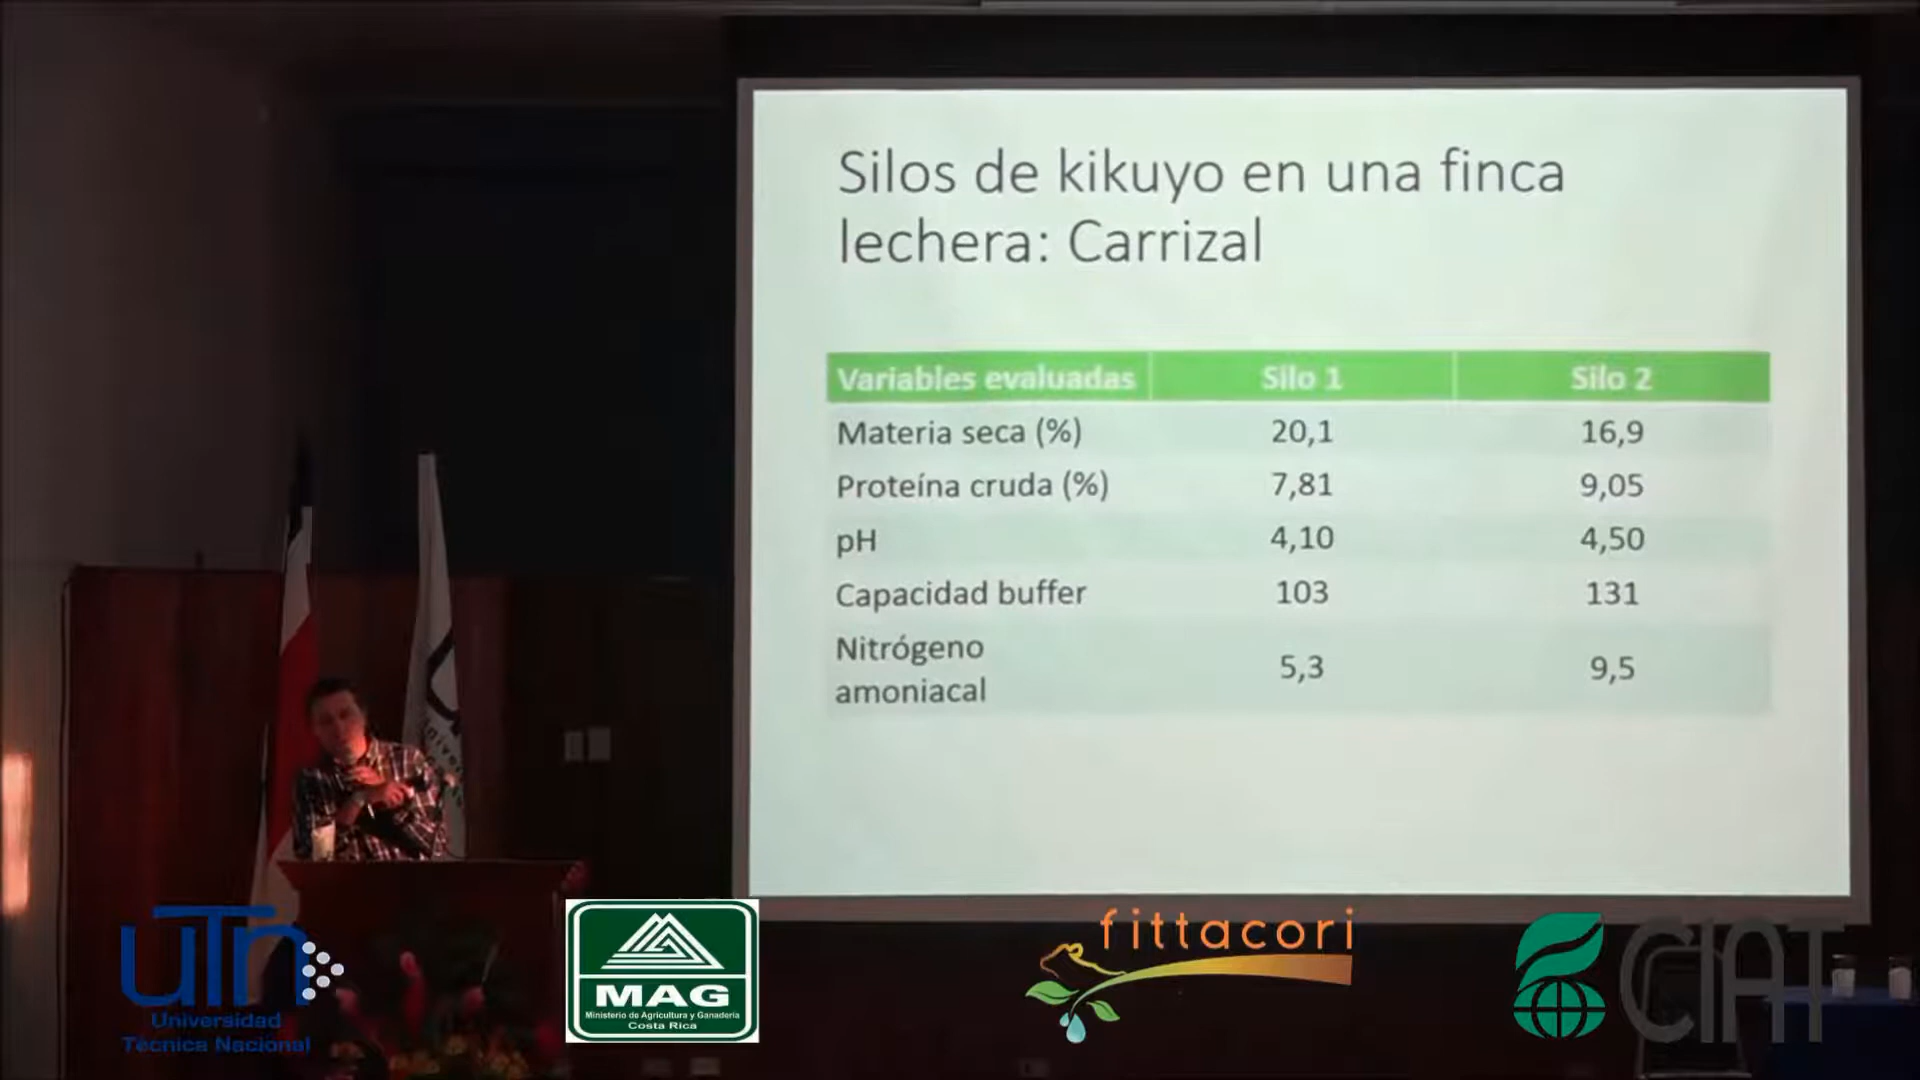 Silos de kikuyo en una finca
lechera: Carrizal
Variables evaluadas Silo 1 Silo 2
Materia seca (%) 20,1 16,9
Proteína cruda (%) 7,81 9,05
pH 4,10 4,50
Capacidad buffer 103 131
Nitrógeno
amoniacal 5,3 9,5
UTN
Universidad
Técnica Nacional
MAG
Ministerio de Agricultura y Ganadería
Costa Rica
fittacori
CIAT